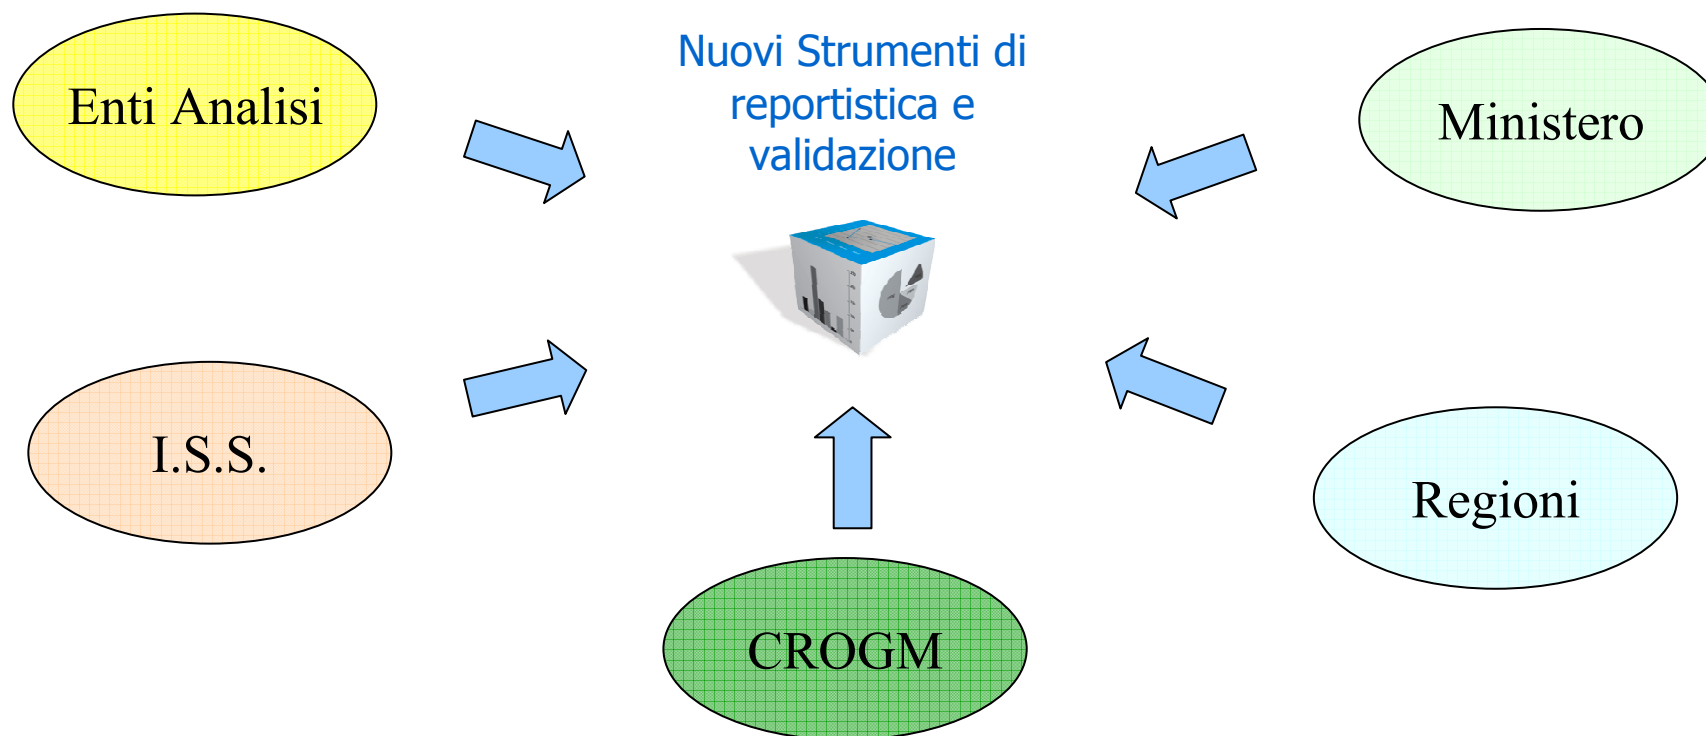 Nuovi Strumenti di
reportistica e
validazione
Enti Analisi
Ministero
I.S.S.
Regioni
CROGM